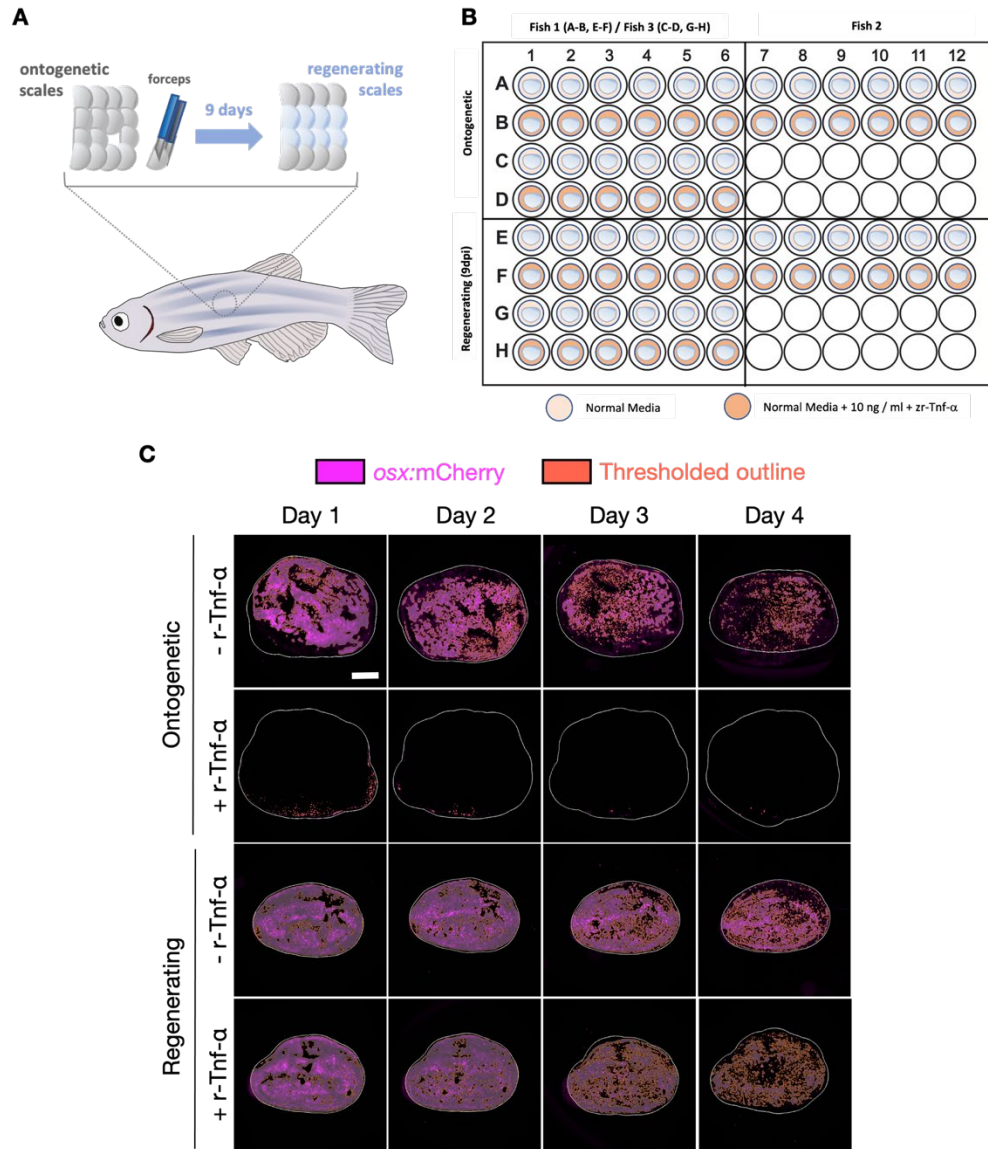 A
ontogenetic
scales
forceps
9 days
regenerating
scales
B
Fish 1 (A-B, E-F) / Fish 3 (C-D, G-H)
Fish 2
1 2 3 4 5 6 7 8 9 10 11 12
Ontogenetic
A
B
C
D
Regenerating (9dpi)
E
F
G
H
Normal Media
Normal Media + 10 ng / ml + zr-Tnf-α
C
osx:mCherry
Thresholded outline
Day 1 Day 2 Day 3 Day 4
Ontogenetic
- r-Tnf-α
+ r-Tnf-α
Regenerating
- r-Tnf-α
+ r-Tnf-α